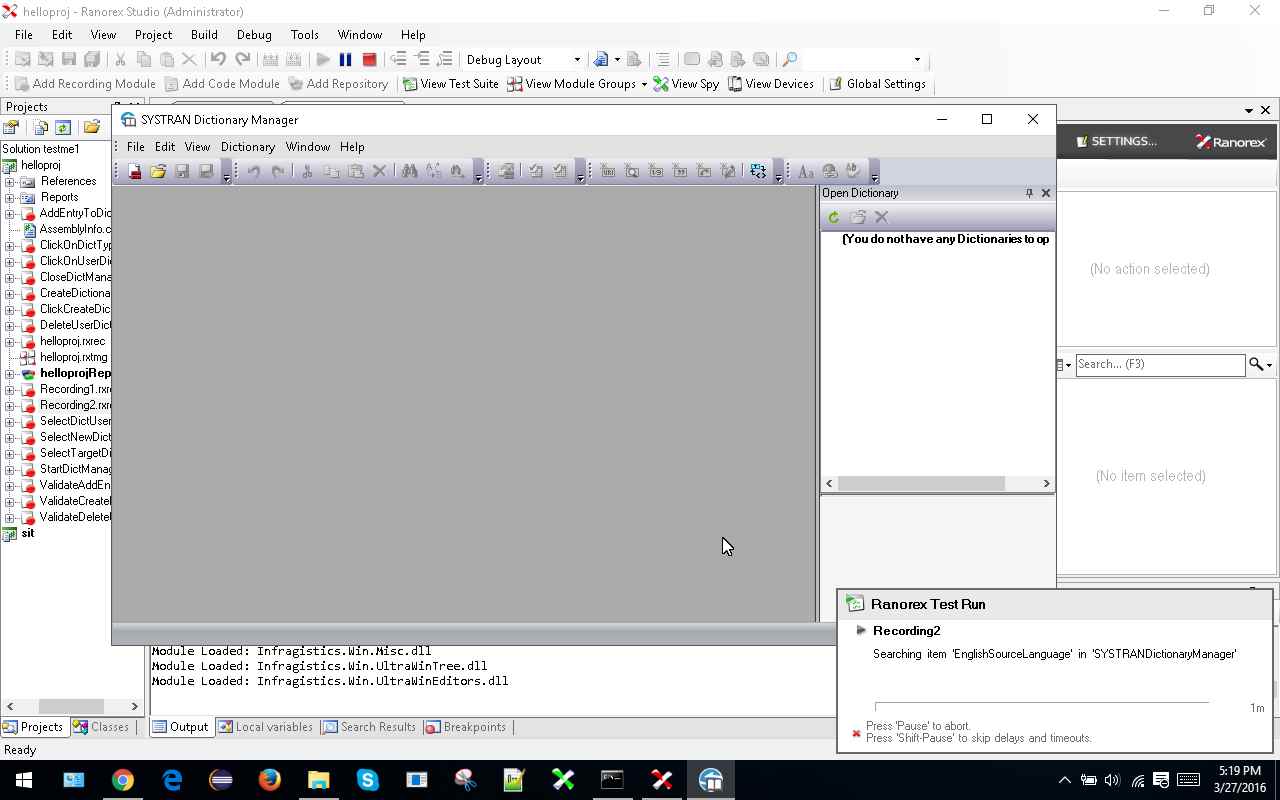 helloproj - Ranorex Studio (Administrator)
File Edit View Project Build Debug Tools Window Help
Debug Layout
Add Recording Module Add Code Module Add Repository View Test Suite View Module Groups View Spy View Devices Global Settings
Projects
Solution testme1
helloproj
References
Reports
AddEntryToDic
AssemblyInfo.c
ClickOnDictTyp
ClickOnUserDic
CloseDictMana
CreateDictiona
ClickCreateDic
DeleteUserDict
helloproj.rxrec
helloproj.rxtmg
helloprojRep
Recording1.rxre
Recording2.rxre
SelectDictUser
SelectNewDict
SelectTargetDi
StartDictManag
ValidateAddEn
ValidateCreate
ValidateDelete
sit
SYSTRAN Dictionary Manager
File Edit View Dictionary Window Help
Open Dictionary
(You do not have any Dictionaries to op
SETTINGS...
Ranorex
(No action selected)
Search... (F3)
(No item selected)
Module Loaded: Infragistics.Win.Misc.dll
Module Loaded: Infragistics.Win.UltraWinTree.dll
Module Loaded: Infragistics.Win.UltraWinEditors.dll
Ranorex Test Run
Recording2
Searching item 'EnglishSourceLanguage' in 'SYSTRANDictionaryManager'
1m
Press 'Pause' to abort.
Press 'Shift-Pause' to skip delays and timeouts.
Projects Classes
Output Local variables Search Results Breakpoints
Ready
5:19 PM
3/27/2016